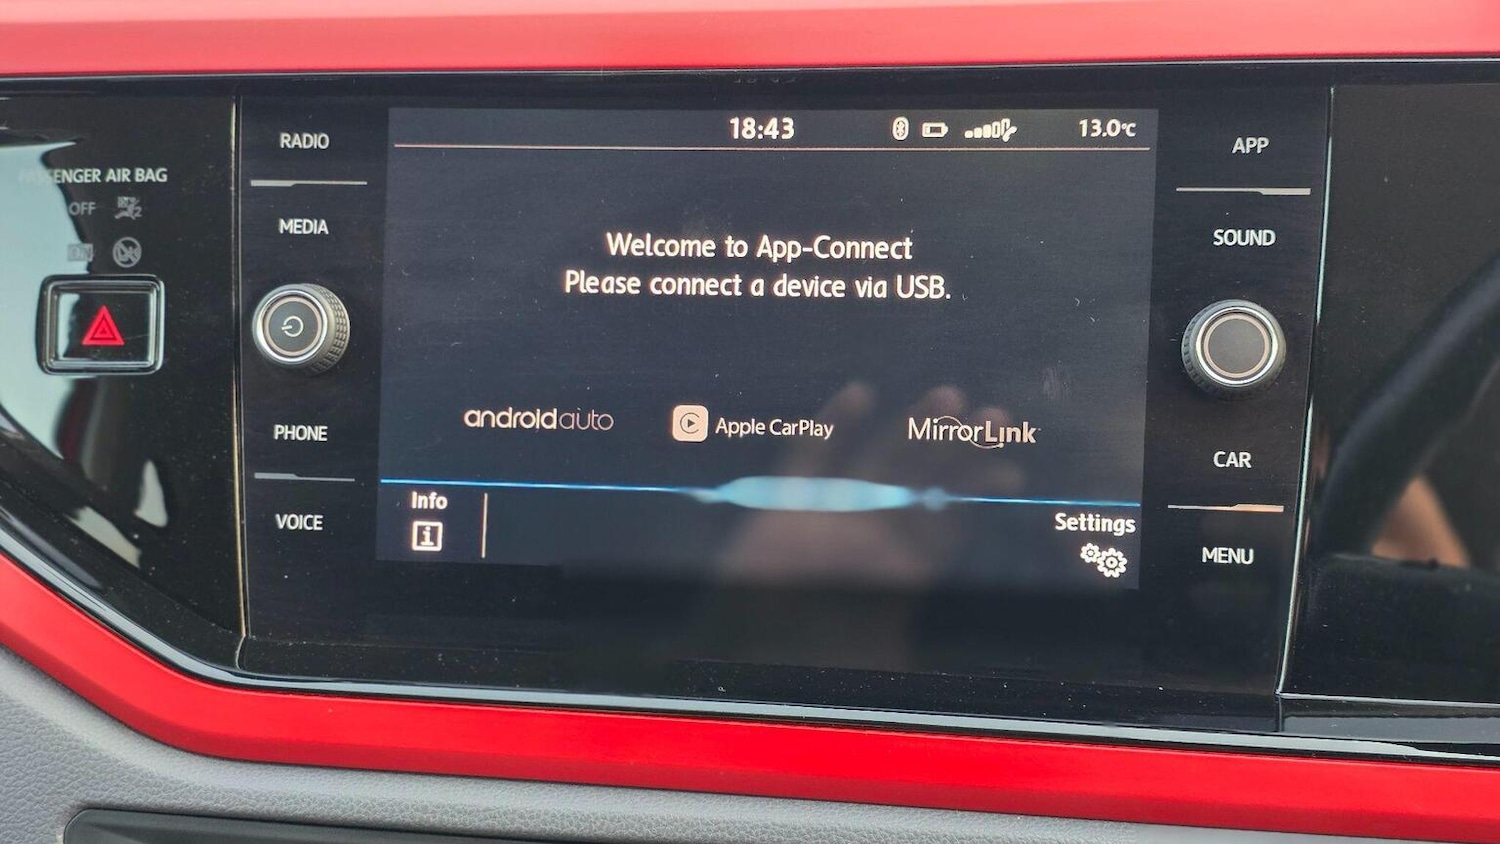 18:43
13.0°C
RADIO
MEDIA
PHONE
VOICE
PASSENGER AIR BAG
OFF
Welcome to App-Connect
Please connect a device via USB.
androidauto
Apple CarPlay
MirrorLink
Info
i
Settings
APP
SOUND
CAR
MENU